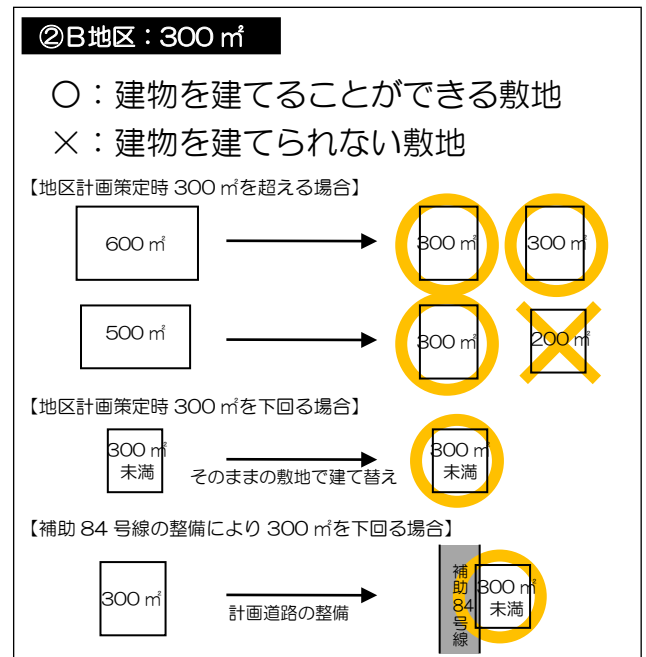 ②B地区：300㎡
○：建物を建てることができる敷地
×：建物を建てられない敷地
【地区計画策定時300㎡を超える場合】
600㎡
300㎡
300㎡
500㎡
300㎡
200㎡
【地区計画策定時300㎡を下回る場合】
300㎡
未満
そのままの敷地で建て替え
300㎡
未満
【補助84号線の整備により300㎡を下回る場合】
300㎡
計画道路の整備
補助84号線
300㎡
未満